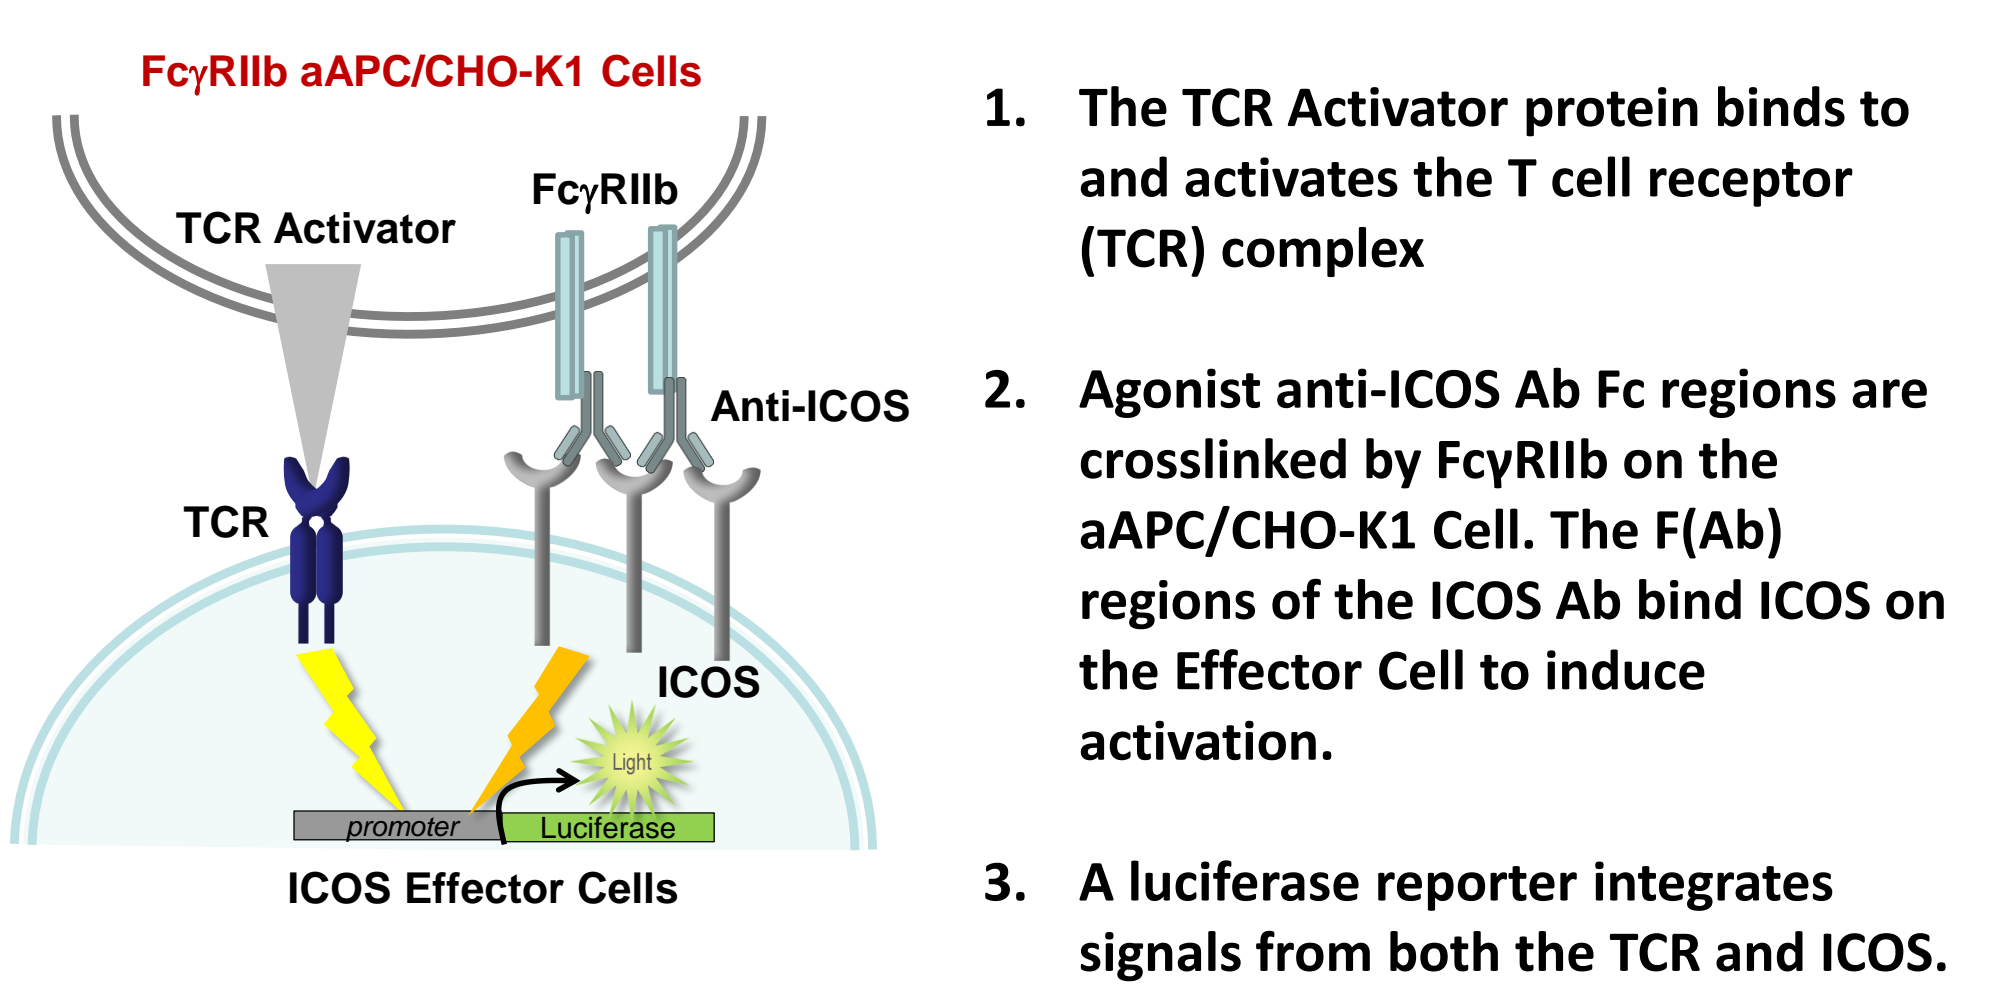 FcγRIIb aAPC/CHO-K1 Cells
FcγRIIb
TCR Activator
Anti-ICOS
TCR
ICOS
Light
promoter
Luciferase
ICOS Effector Cells
1. The TCR Activator protein binds to
and activates the T cell receptor
(TCR) complex
2. Agonist anti-ICOS Ab Fc regions are
crosslinked by FcγRIIb on the
aAPC/CHO-K1 Cell. The F(Ab)
regions of the ICOS Ab bind ICOS on
the Effector Cell to induce
activation.
3. A luciferase reporter integrates
signals from both the TCR and ICOS.